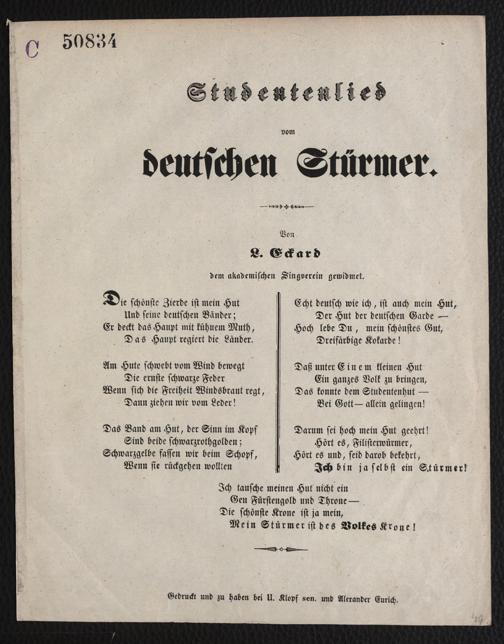 C 50834
Studentenlied
vom
deutschen Stürmer.
Von
L. Eckard
dem akademischen Singverein gewidmet.
Die schönste Zierde ist mein Hut
Und seine deutschen Bänder;
Er deckt das Haupt mit kühnem Muth,
Das Haupt regiert die Länder.
Am Hute schwebt vom Wind bewegt
Die ernste schwarze Feder
Wenn sich die Freiheit Windsbraut regt,
Dann ziehen wir vom Leder!
Das Band am Hut, der Sinn im Kopf
Sind beide schwarzrothgolden;
Schwarzgelbe fassen wir beim Schopf,
Wenn sie rückgehen wollten
Echt deutsch wie ich, ist auch mein Hut,
Der Hut der deutschen Garde —
Hoch lebe Du, mein schönstes Gut,
Dreifärbige Kokarde!
Daß unter Einem kleinen Hut
Ein ganzes Volk zu bringen,
Das konnte dem Studentenhut —
Bei Gott — allein gelingen!
Darum sei hoch mein Hut geehrt!
Hört es, Filisterwürmer,
Hört es und, seid darob bekehrt,
Ich bin ja selbst ein Stürmer!
Ich tausche meinen Hut nicht ein
Gen Fürstengold und Throne —
Die schönste Krone ist ja mein,
Mein Stürmer ist des Volkes Krone!
Gedruckt und zu haben bei U. Klopf sen. und Alexander Eurich.